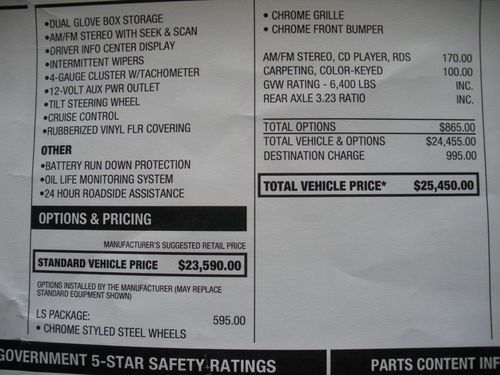 •DUAL GLOVE BOX STORAGE
•AM/FM STEREO WITH SEEK & SCAN
•DRIVER INFO CENTER DISPLAY
•INTERMITTENT WIPERS
•4-GAUGE CLUSTER W/TACHOMETER
•12-VOLT AUX PWR OUTLET
•TILT STEERING WHEEL
•CRUISE CONTROL
•RUBBERIZED VINYL FLR COVERING
OTHER
•BATTERY RUN DOWN PROTECTION
•OIL LIFE MONITORING SYSTEM
•24 HOUR ROADSIDE ASSISTANCE
OPTIONS & PRICING
MANUFACTURER'S SUGGESTED RETAIL PRICE
STANDARD VEHICLE PRICE $23,590.00
OPTIONS INSTALLED BY THE MANUFACTURER (MAY REPLACE
STANDARD EQUIPMENT SHOWN)
LS PACKAGE: 595.00
• CHROME STYLED STEEL WHEELS
• CHROME GRILLE
• CHROME FRONT BUMPER
AM/FM STEREO, CD PLAYER, RDS 170.00
CARPETING, COLOR-KEYED 100.00
GVW RATING - 6,400 LBS INC.
REAR AXLE 3.23 RATIO INC.
TOTAL OPTIONS $865.00
TOTAL VEHICLE & OPTIONS $24,455.00
DESTINATION CHARGE 995.00
TOTAL VEHICLE PRICE* $25,450.00
GOVERNMENT 5-STAR SAFETY RATINGS
PARTS CONTENT INF